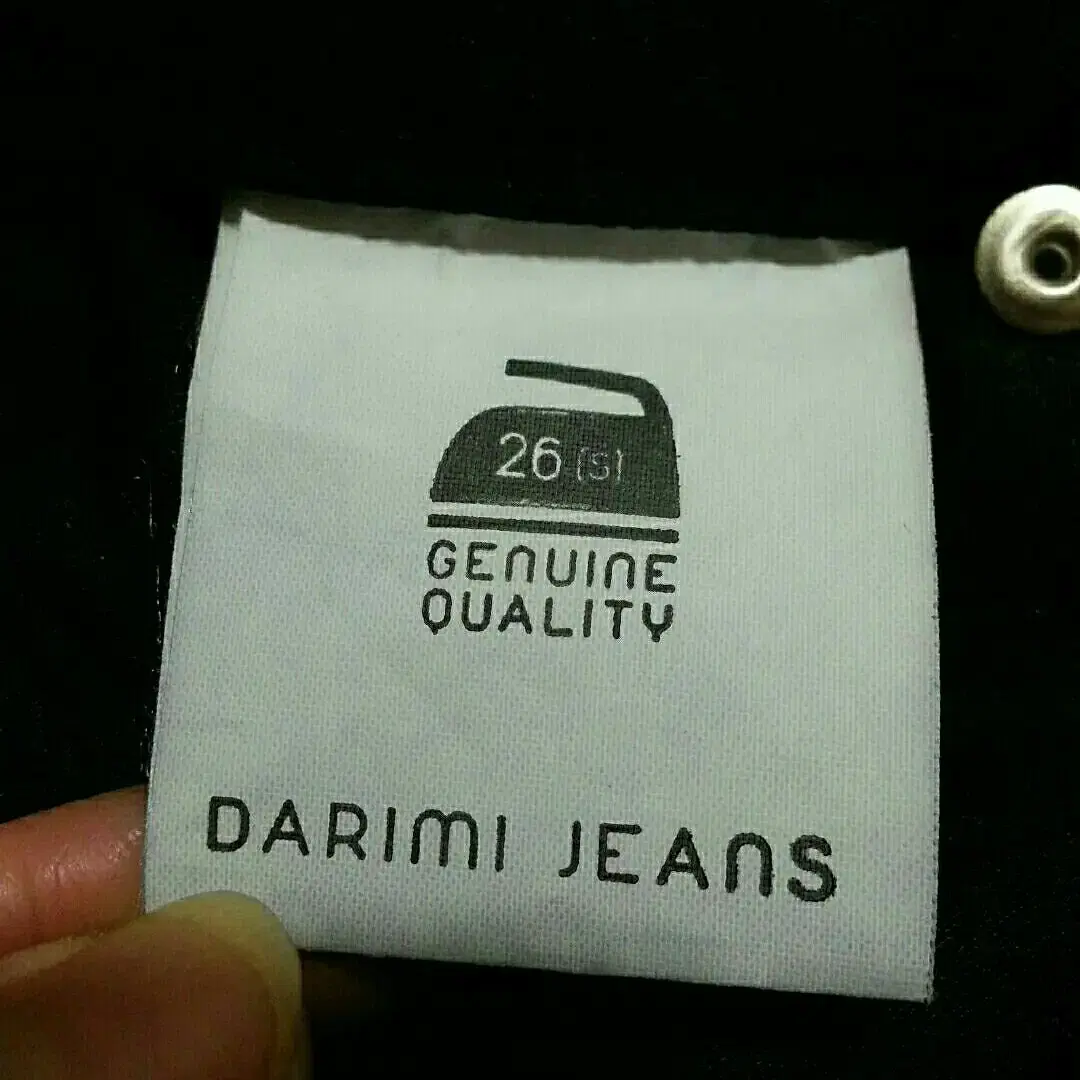 26 (S)
GENUINE
QUALITY
DARIMI JEANS